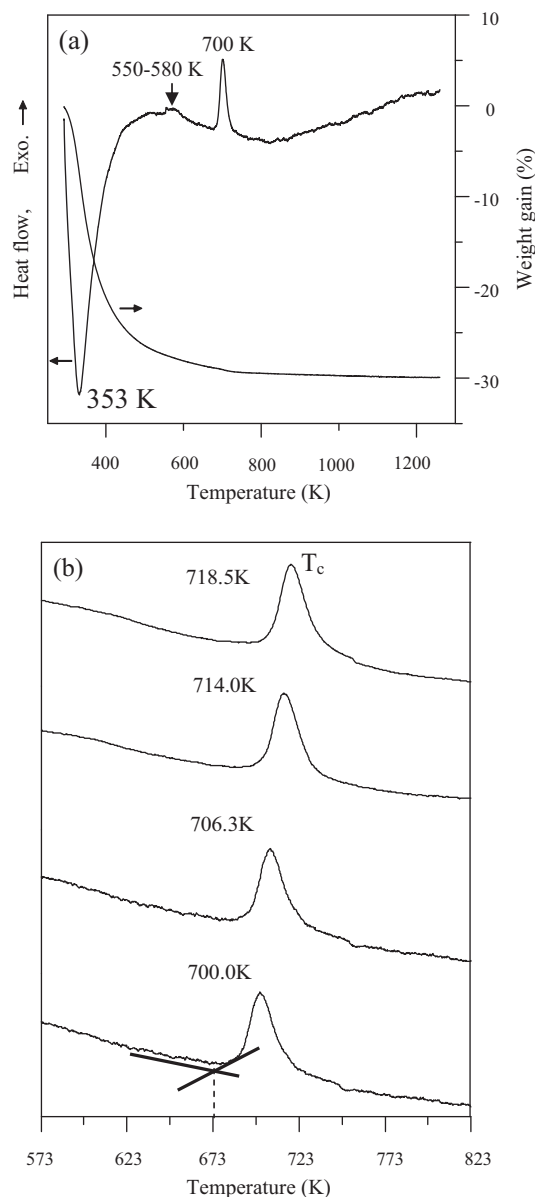 (a)
700 K
550-580 K
353 K
10
0
-10
-20
-30
400 600 800 1000 1200
Temperature (K)
Heat flow, Exo.
Weight gain (%)
(b)
718.5K
Tc
714.0K
706.3K
700.0K
573 623 673 723 773 823
Temperature (K)